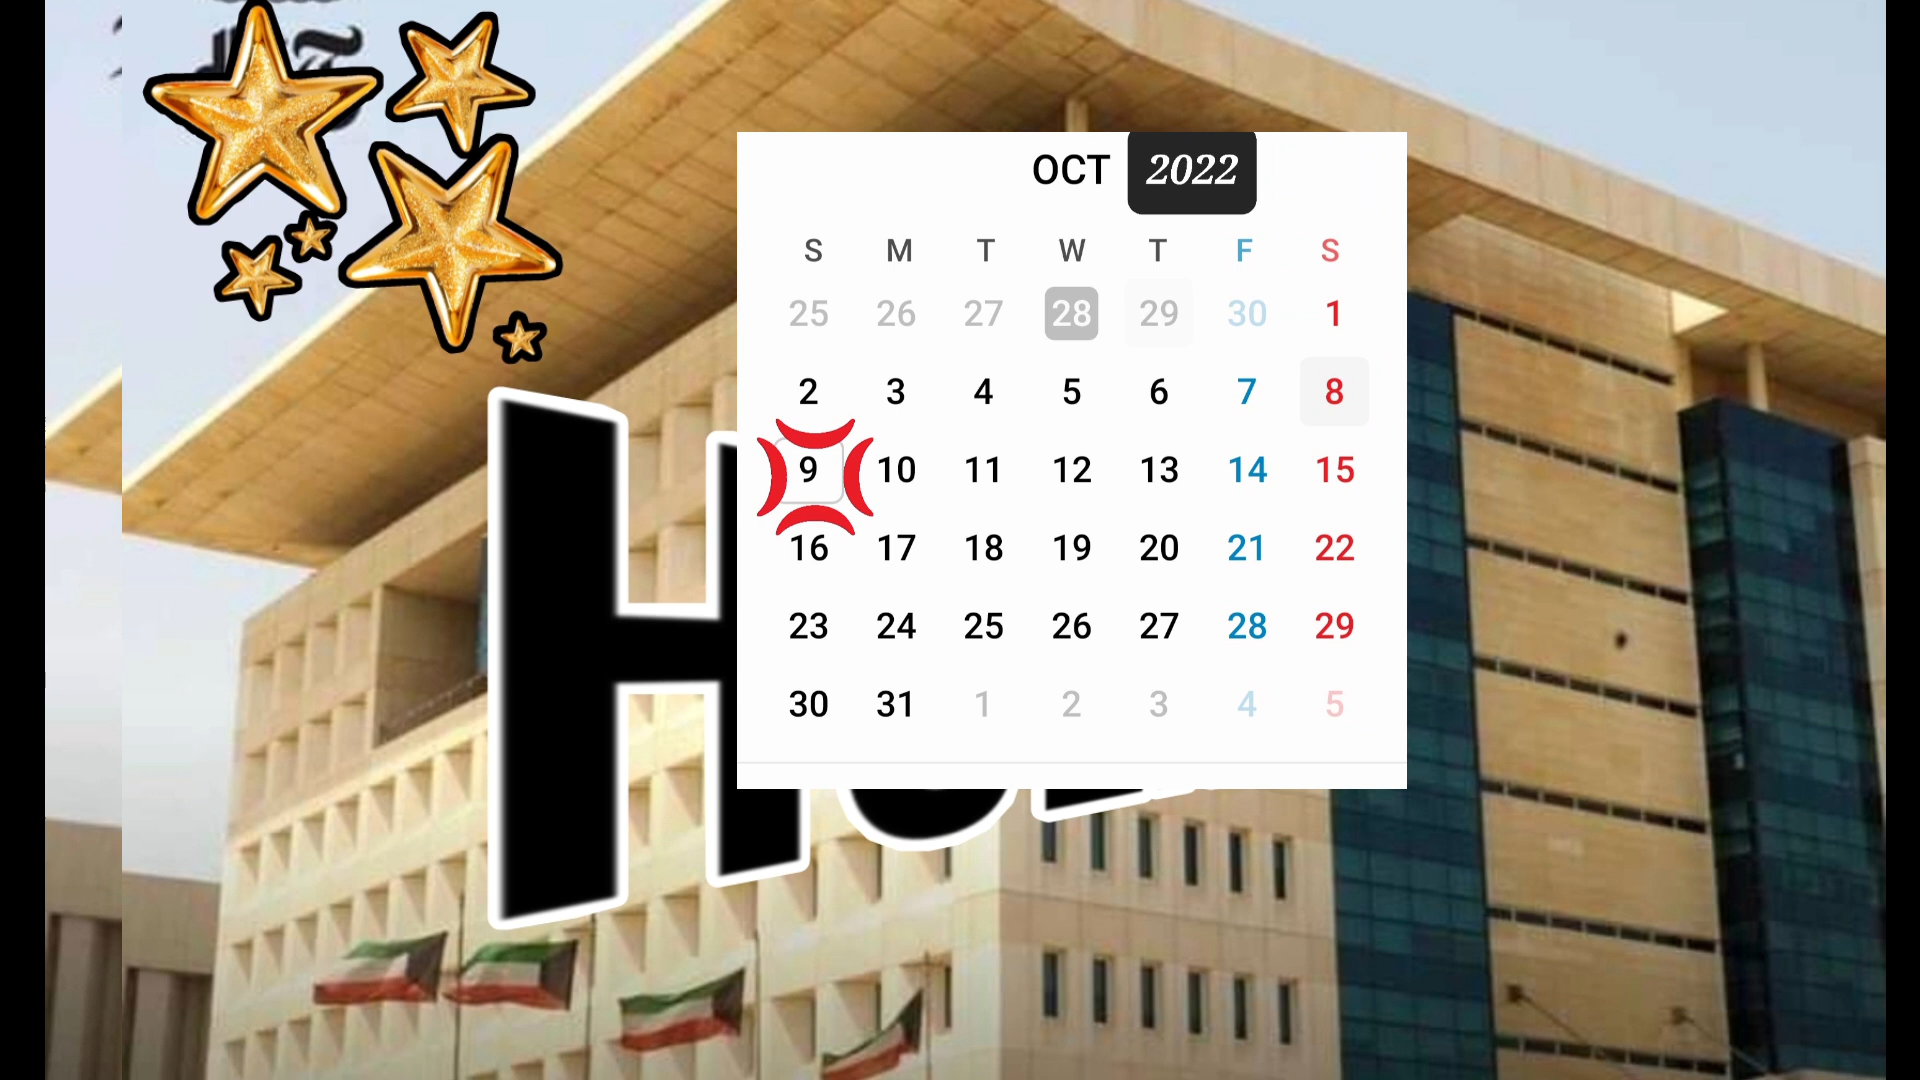 OCT 2022
S M T W T F S
25 26 27 28 29 30 1
2 3 4 5 6 7 8
9 10 11 12 13 14 15
16 17 18 19 20 21 22
23 24 25 26 27 28 29
30 31 1 2 3 4 5
H